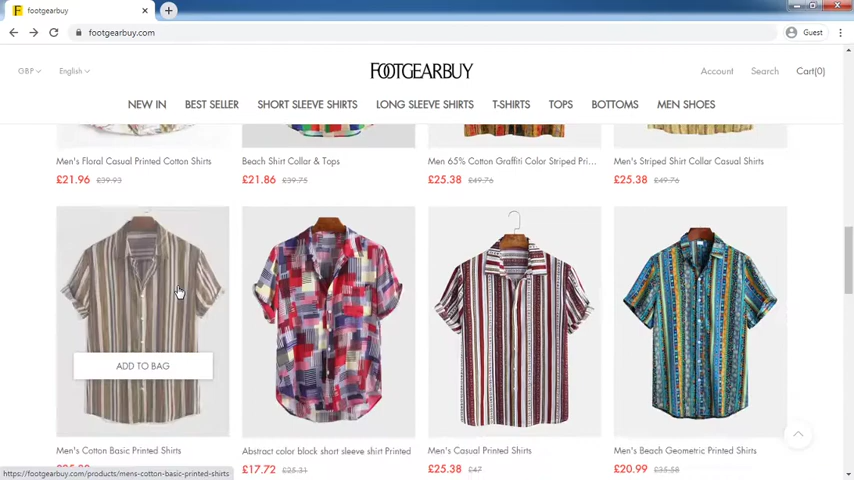 footgearbuy
footgearbuy.com
Guest
GBP
English
FOOTGEARBUY
Account
Search
Cart(0)
NEW IN
BEST SELLER
SHORT SLEEVE SHIRTS
LONG SLEEVE SHIRTS
T-SHIRTS
TOPS
BOTTOMS
MEN SHOES
Men's Floral Casual Printed Cotton Shirts
Beach Shirt Collar & Tops
Men 65% Cotton Graffiti Color Striped Pri...
Men's Striped Shirt Collar Casual Shirts
£21.96 £39.93
£21.86 £39.75
£25.38 £49.76
£25.38 £49.76
ADD TO BAG
Men's Cotton Basic Printed Shirts
Abstract color block short sleeve shirt Printed
Men's Casual Printed Shirts
Men's Beach Geometric Printed Shirts
£17.72 £25.31
£25.38 £47
£20.99 £35.58
https://footgearbuy.com/products/mens-cotton-basic-printed-shirts